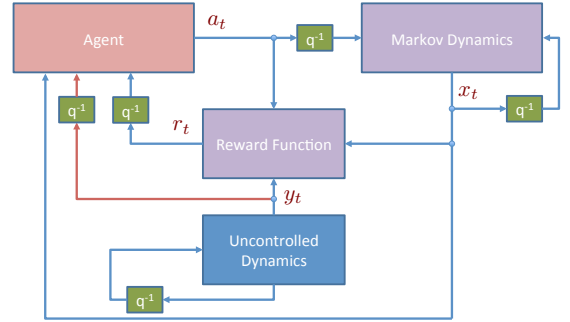 Agent
a_t
q⁻¹
Markov Dynamics
x_t
q⁻¹
q⁻¹
q⁻¹
r_t
Reward Function
y_t
Uncontrolled
Dynamics
q⁻¹